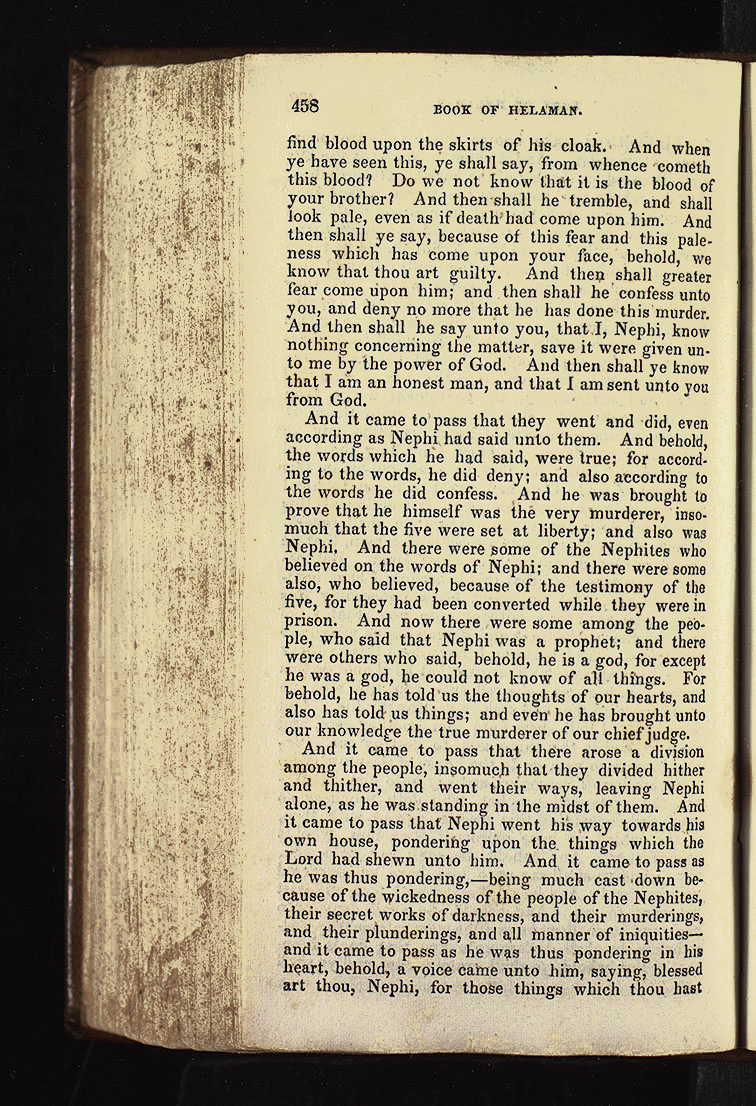 458 BOOK OF HELAMAN.
find blood upon the skirts of his cloak. And when
ye have seen this, ye shall say, from whence cometh
this blood? Do we not know that it is the blood of
your brother? And then shall he tremble, and shall
look pale, even as if death had come upon him. And
then shall ye say, because of this fear and this pale-
ness which has come upon your face, behold, we
know that thou art guilty. And then shall greater
fear come upon him; and then shall he confess unto
you, and deny no more that he has done this murder.
And then shall he say unto you, that I, Nephi, know
nothing concerning the matter, save it were given un-
to me by the power of God. And then shall ye know
that I am an honest man, and that I am sent unto you
from God.
And it came to pass that they went and did, even
according as Nephi had said unto them. And behold,
the words which he had said, were true; for accord-
ing to the words, he did deny; and also according to
the words he did confess. And he was brought to
prove that he himself was the very murderer, inso-
much that the five were set at liberty; and also was
Nephi. And there were some of the Nephites who
believed on the words of Nephi; and there were some
also, who believed, because of the testimony of the
five, for they had been converted while they were in
prison. And now there were some among the peo-
ple, who said that Nephi was a prophet; and there
were others who said, behold, he is a god, for except
he was a god, he could not know of all things. For
behold, he has told us the thoughts of our hearts, and
also has told us things; and even he has brought unto
our knowledge the true murderer of our chief judge.
And it came to pass that there arose a division
among the people, insomuch that they divided hither
and thither, and went their ways, leaving Nephi
alone, as he was standing in the midst of them. And
it came to pass that Nephi went his way towards his
own house, pondering upon the things which the
Lord had shewn unto him. And it came to pass as
he was thus pondering,—being much cast down be-
cause of the wickedness of the people of the Nephites,
their secret works of darkness, and their murderings,
and their plunderings, and all manner of iniquities—
and it came to pass as he was thus pondering in his
heart, behold, a voice came unto him, saying, blessed
art thou, Nephi, for those things which thou hast